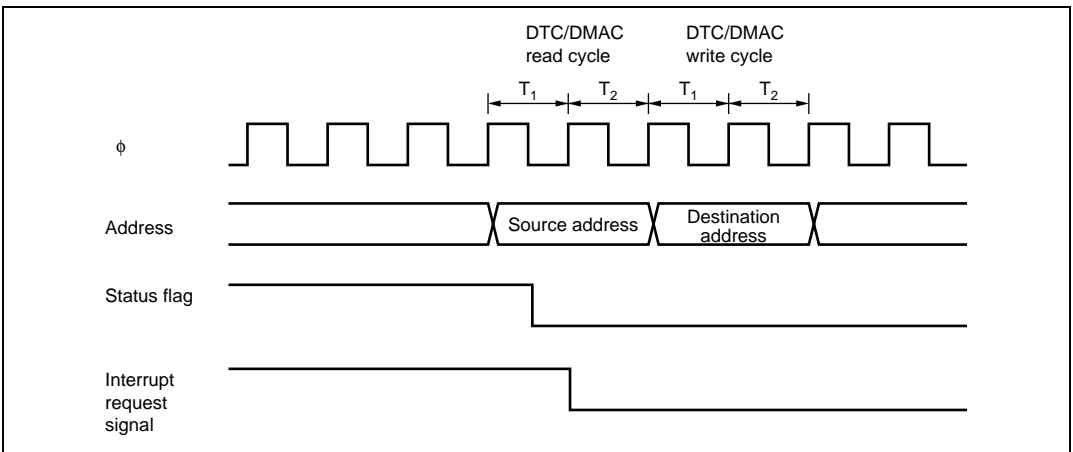 DTC/DMAC
read cycle
DTC/DMAC
write cycle
T1
T2
T1
T2
ϕ
Address
Source address
Destination
address
Status flag
Interrupt
request
signal